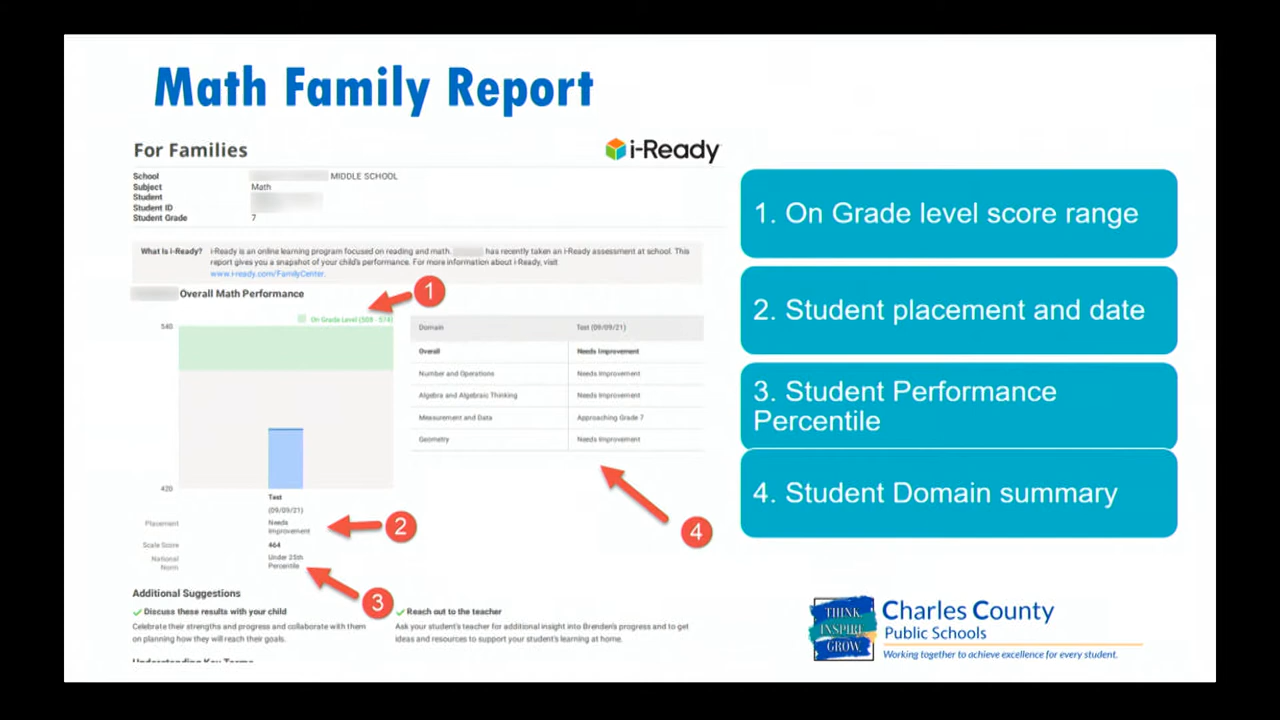 Math Family Report
For Families
i-Ready
School MIDDLE SCHOOL
Subject Math
Student
Student ID
Student Grade 7
What Is i-Ready? i-Ready is an online learning program focused on reading and math. has recently taken an i-Ready assessment at school. This
report gives you a snapshot of your child's performance. For more information about i-Ready, visit
www.i-ready.com/FamilyCenter.
Overall Math Performance
1
On Grade Level (509 - 574)
540
420
Test
(09/09/21)
Placement Needs
Improvement
2
Scale Score 464
National Under 25th
Norm Percentile
3
Domain Test (09/09/21)
Overall Needs Improvement
Number and Operations Needs Improvement
Algebra and Algebraic Thinking Needs Improvement
Measurement and Data Approaching Grade 7
Geometry Needs Improvement
4
Additional Suggestions
Discuss these results with your child
Celebrate their strengths and progress and collaborate with them
on planning how they will reach their goals.
Reach out to the teacher
Ask your student's teacher for additional insight into Brenden's progress and to get
ideas and resources to support your student's learning at home.
Understanding Key Terms
1. On Grade level score range
2. Student placement and date
3. Student Performance
Percentile
4. Student Domain summary
THINK
INSPIRE
GROW
Charles County
Public Schools
Working together to achieve excellence for every student.